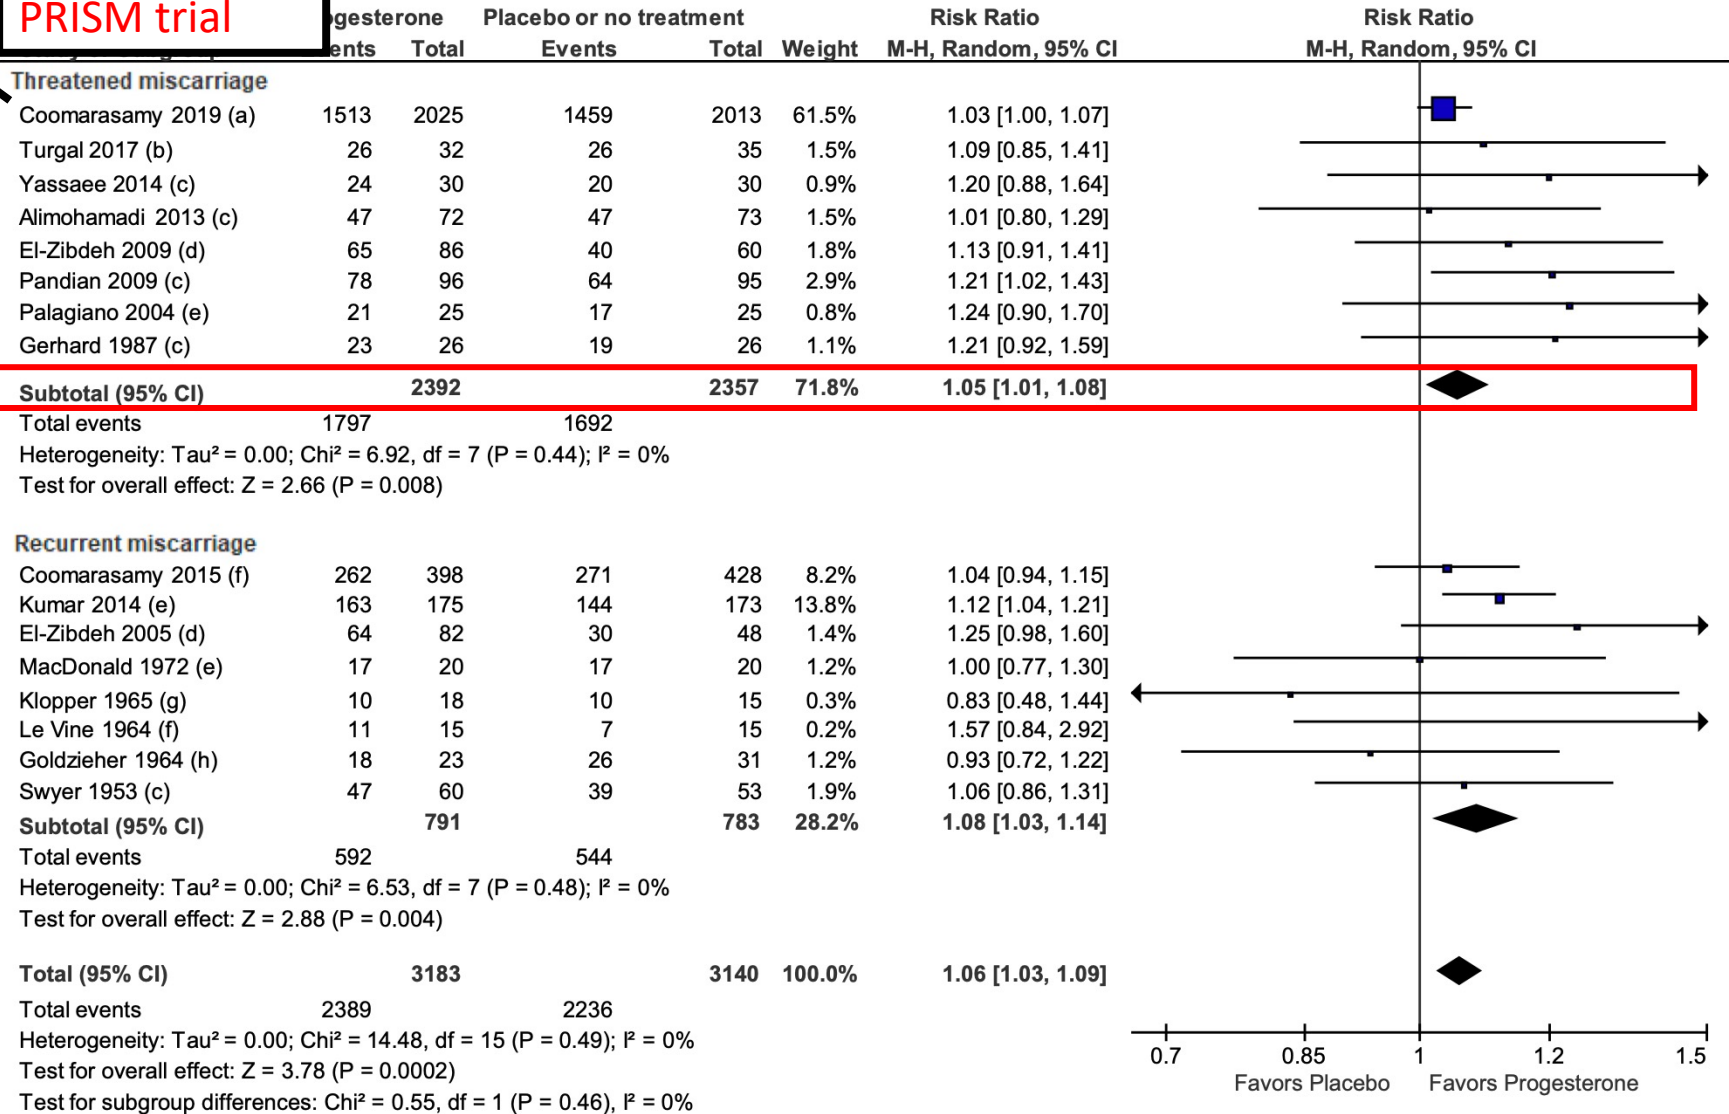 PRISM trial
ogesterone Placebo or no treatment Risk Ratio Risk Ratio
ents Total Events Total Weight M-H, Random, 95% CI M-H, Random, 95% CI
Threatened miscarriage
Coomarasamy 2019 (a) 1513 2025 1459 2013 61.5% 1.03 [1.00, 1.07]
Turgal 2017 (b) 26 32 26 35 1.5% 1.09 [0.85, 1.41]
Yassaee 2014 (c) 24 30 20 30 0.9% 1.20 [0.88, 1.64]
Alimohamadi 2013 (c) 47 72 47 73 1.5% 1.01 [0.80, 1.29]
El-Zibdeh 2009 (d) 65 86 40 60 1.8% 1.13 [0.91, 1.41]
Pandian 2009 (c) 78 96 64 95 2.9% 1.21 [1.02, 1.43]
Palagiano 2004 (e) 21 25 17 25 0.8% 1.24 [0.90, 1.70]
Gerhard 1987 (c) 23 26 19 26 1.1% 1.21 [0.92, 1.59]
Subtotal (95% CI) 2392 2357 71.8% 1.05 [1.01, 1.08]
Total events 1797 1692
Heterogeneity: Tau² = 0.00; Chi² = 6.92, df = 7 (P = 0.44); I² = 0%
Test for overall effect: Z = 2.66 (P = 0.008)
Recurrent miscarriage
Coomarasamy 2015 (f) 262 398 271 428 8.2% 1.04 [0.94, 1.15]
Kumar 2014 (e) 163 175 144 173 13.8% 1.12 [1.04, 1.21]
El-Zibdeh 2005 (d) 64 82 30 48 1.4% 1.25 [0.98, 1.60]
MacDonald 1972 (e) 17 20 17 20 1.2% 1.00 [0.77, 1.30]
Klopper 1965 (g) 10 18 10 15 0.3% 0.83 [0.48, 1.44]
Le Vine 1964 (f) 11 15 7 15 0.2% 1.57 [0.84, 2.92]
Goldzieher 1964 (h) 18 23 26 31 1.2% 0.93 [0.72, 1.22]
Swyer 1953 (c) 47 60 39 53 1.9% 1.06 [0.86, 1.31]
Subtotal (95% CI) 791 783 28.2% 1.08 [1.03, 1.14]
Total events 592 544
Heterogeneity: Tau² = 0.00; Chi² = 6.53, df = 7 (P = 0.48); I² = 0%
Test for overall effect: Z = 2.88 (P = 0.004)
Total (95% CI) 3183 3140 100.0% 1.06 [1.03, 1.09]
Total events 2389 2236
Heterogeneity: Tau² = 0.00; Chi² = 14.48, df = 15 (P = 0.49); I² = 0%
Test for overall effect: Z = 3.78 (P = 0.0002)
Test for subgroup differences: Chi² = 0.55, df = 1 (P = 0.46), I² = 0%
0.7 0.85 1 1.2 1.5
Favors Placebo Favors Progesterone